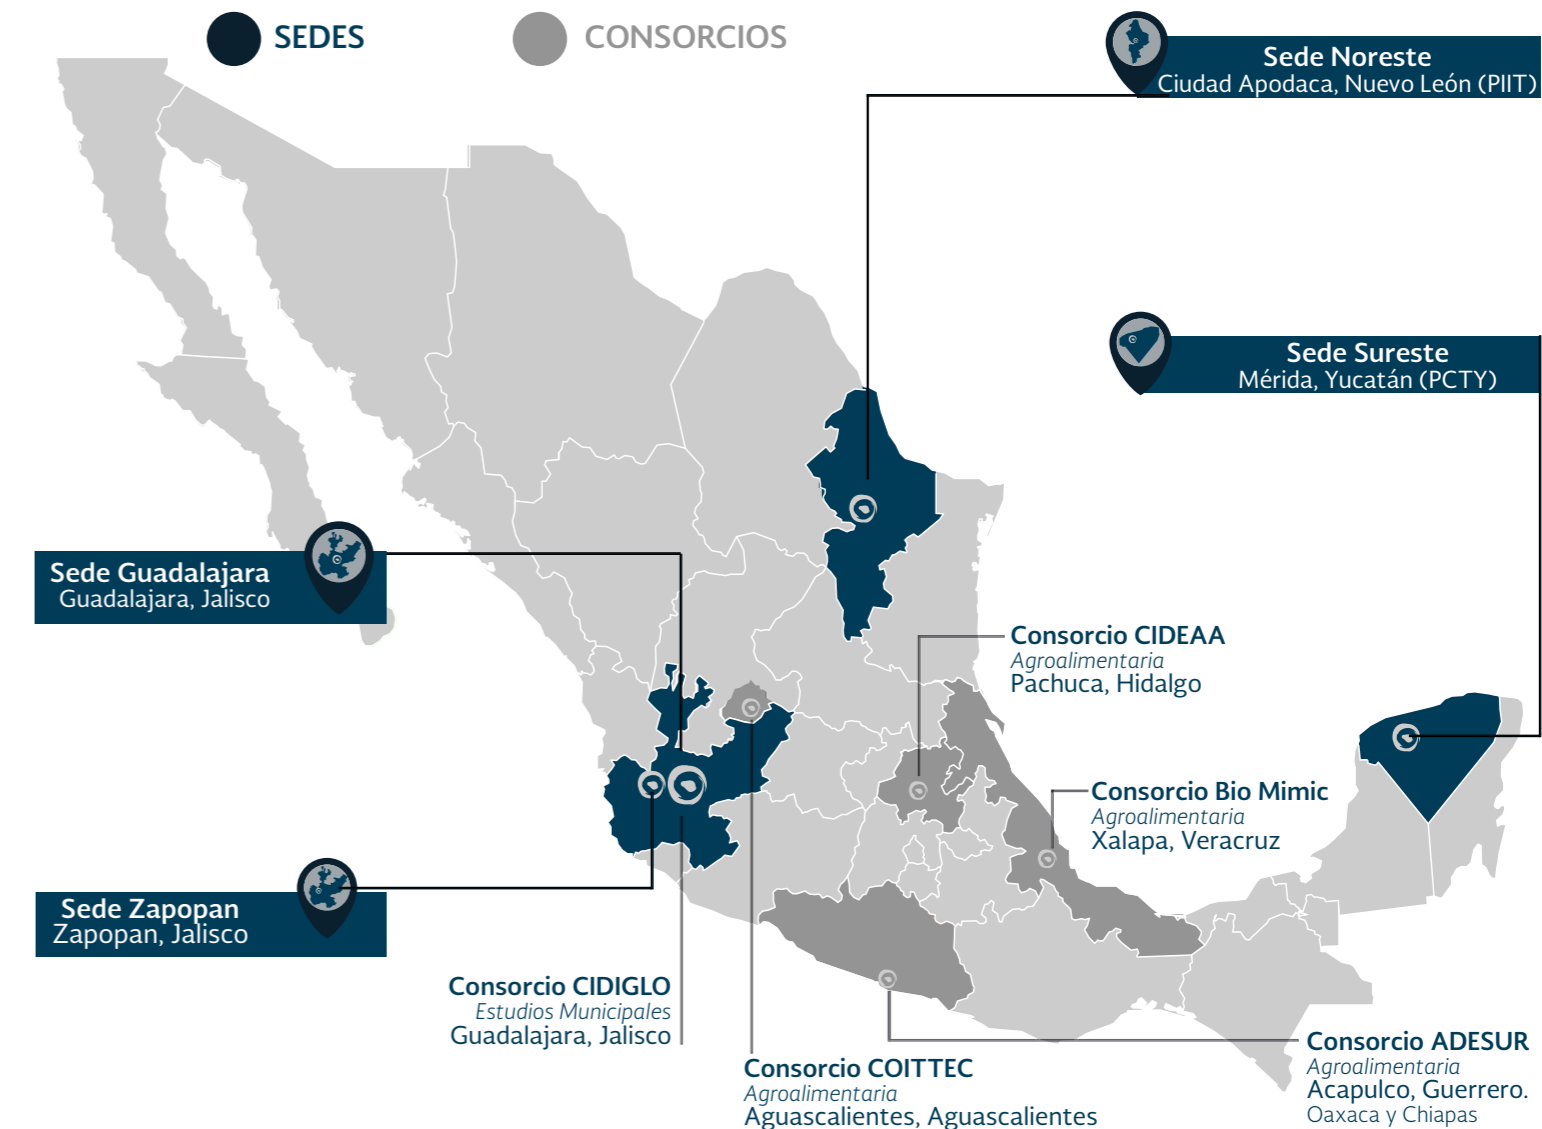 SEDES
CONSORCIOS
Sede Noreste
Ciudad Apodaca, Nuevo León (PIIT)
Sede Sureste
Mérida, Yucatán (PCTY)
Sede Guadalajara
Guadalajara, Jalisco
Consorcio CIDEAA
Agroalimentaria
Pachuca, Hidalgo
Consorcio Bio Mimic
Agroalimentaria
Xalapa, Veracruz
Sede Zapopan
Zapopan, Jalisco
Consorcio CIDIGLO
Estudios Municipales
Guadalajara, Jalisco
Consorcio COITTEC
Agroalimentaria
Aguascalientes, Aguascalientes
Consorcio ADESUR
Agroalimentaria
Acapulco, Guerrero.
Oaxaca y Chiapas